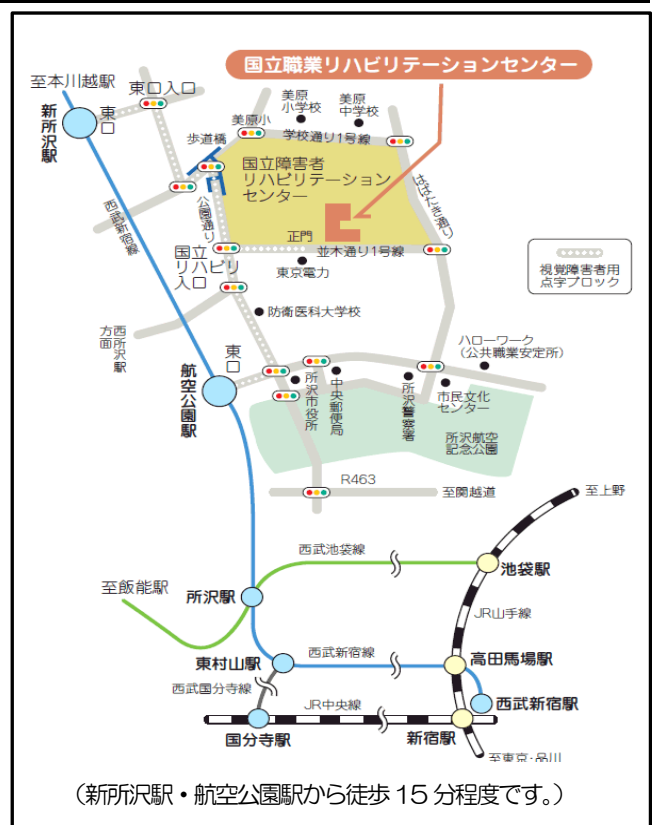 国立職業リハビリテーションセンター
至本川越駅
東口入口
新所沢駅
東口
歩道橋
美原小
美原
小学校
美原
中学校
学校通り1号線
国立障害者
リハビリテーション
センター
はばたき通り
公園通り
西武新宿線
正門
並木通り1号線
国立
リハビリ
入口
東京電力
視覚障害者用
点字ブロック
防衛医科大学校
西所沢駅
方面
東口
航空公園駅
ハローワーク
(公共職業安定所)
所沢市役所
中央郵便局
所沢警察署
市民文化
センター
所沢航空
記念公園
R463
至関越道
至上野
西武池袋線
池袋駅
至飯能駅
所沢駅
JR山手線
東村山駅
西武新宿線
高田馬場駅
西武国分寺線
JR中央線
西武新宿駅
国分寺駅
新宿駅
至東京・品川
(新所沢駅・航空公園駅から徒歩15分程度です。)